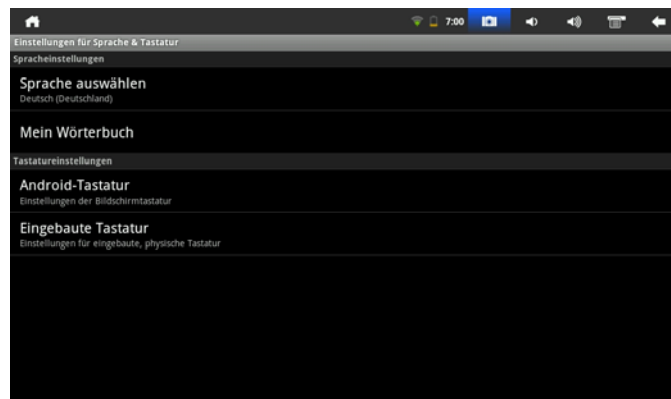 7:00
Einstellungen für Sprache & Tastatur
Spracheinstellungen
Sprache auswählen
Deutsch (Deutschland)
Mein Wörterbuch
Tastatureinstellungen
Android-Tastatur
Einstellungen der Bildschirmtastatur
Eingebaute Tastatur
Einstellungen für eingebaute, physische Tastatur